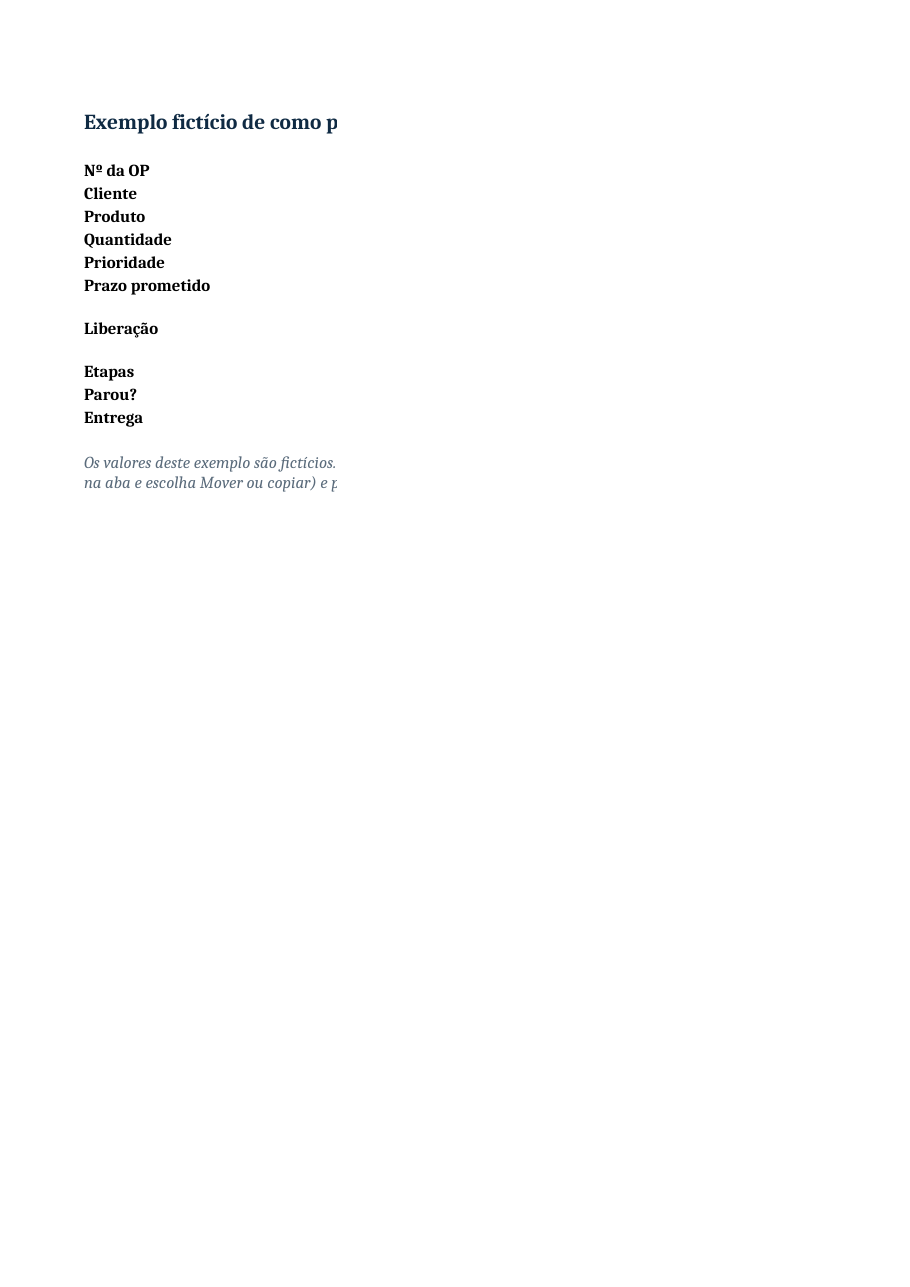 Exemplo fictício de como p
Nº da OP
Cliente
Produto
Quantidade
Prioridade
Prazo prometido
Liberação
Etapas
Parou?
Entrega
Os valores deste exemplo são fictícios.
na aba e escolha Mover ou copiar) e p